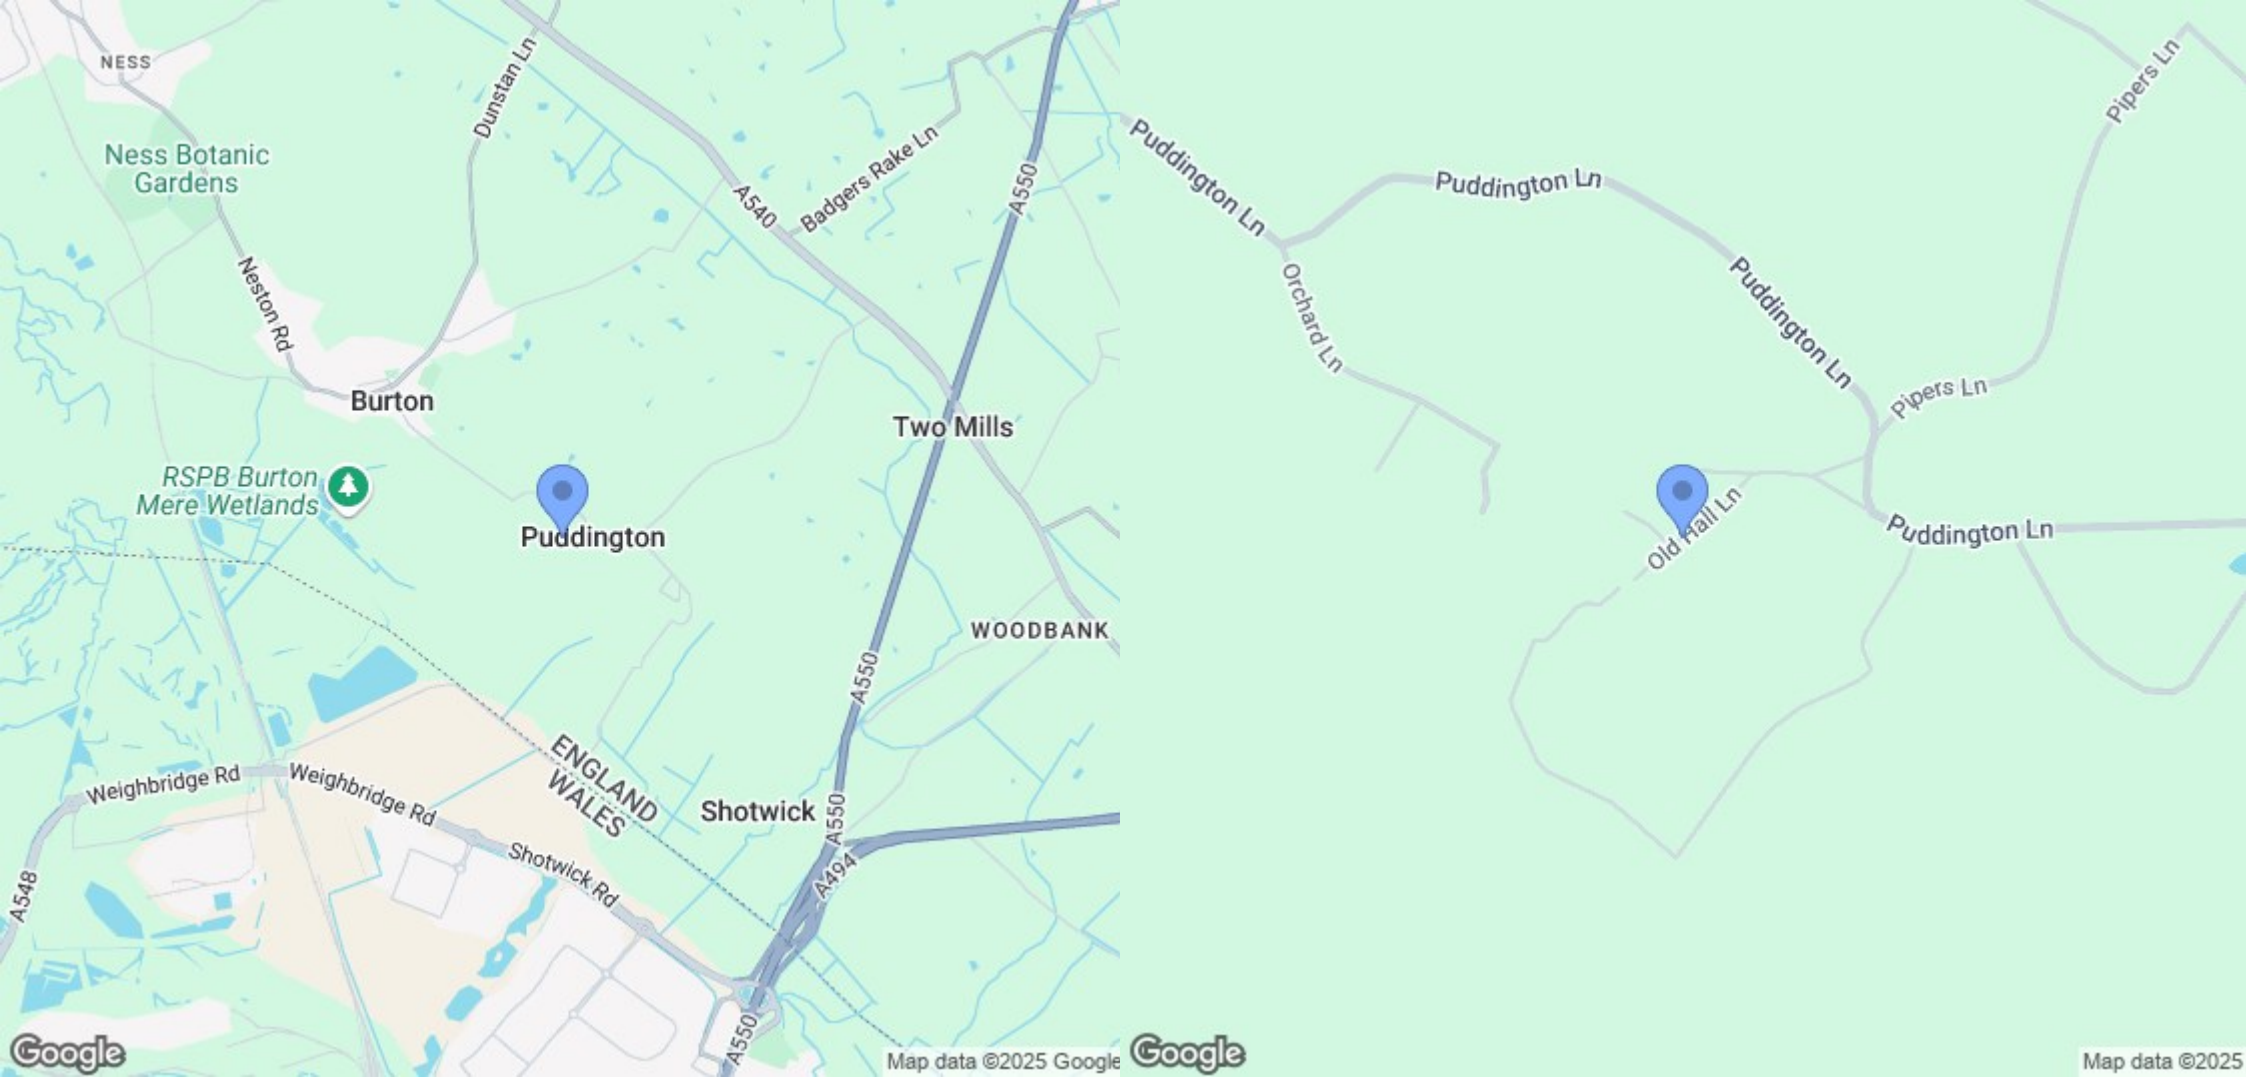 NESS
Dunstan Ln
Ness Botanic
Gardens
Badgers Rake Ln
A540
A550
Neston Rd
Burton
Two Mills
RSPB Burton
Mere Wetlands
Puddington
WOODBANK
A550
ENGLAND
WALES
Weighbridge Rd
Weighbridge Rd
Shotwick
A550
A494
Shotwick Rd
A548
A550
Google
Map data ©2025 Google
Puddington Ln
Puddington Ln
Pipers Ln
Orchard Ln
Puddington Ln
Pipers Ln
Old Hall Ln
Puddington Ln
Google
Map data ©2025